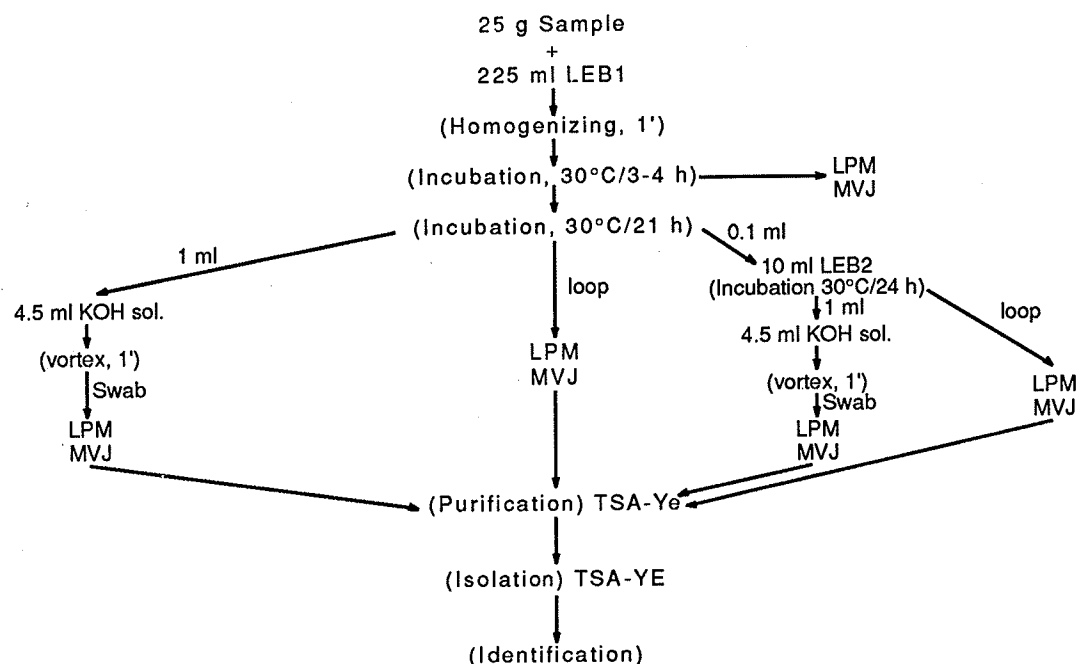 25 g Sample
+
225 ml LEB1
(Homogenizing, 1')
(Incubation, 30°C/3-4 h)
LPM
MVJ
(Incubation, 30°C/21 h)
1 ml
4.5 ml KOH sol.
(vortex, 1')
Swab
LPM
MVJ
loop
LPM
MVJ
0.1 ml
10 ml LEB2
(Incubation 30°C/24 h)
1 ml
4.5 ml KOH sol.
(vortex, 1')
Swab
LPM
MVJ
loop
LPM
MVJ
(Purification) TSA-Ye
(Isolation) TSA-YE
(Identification)